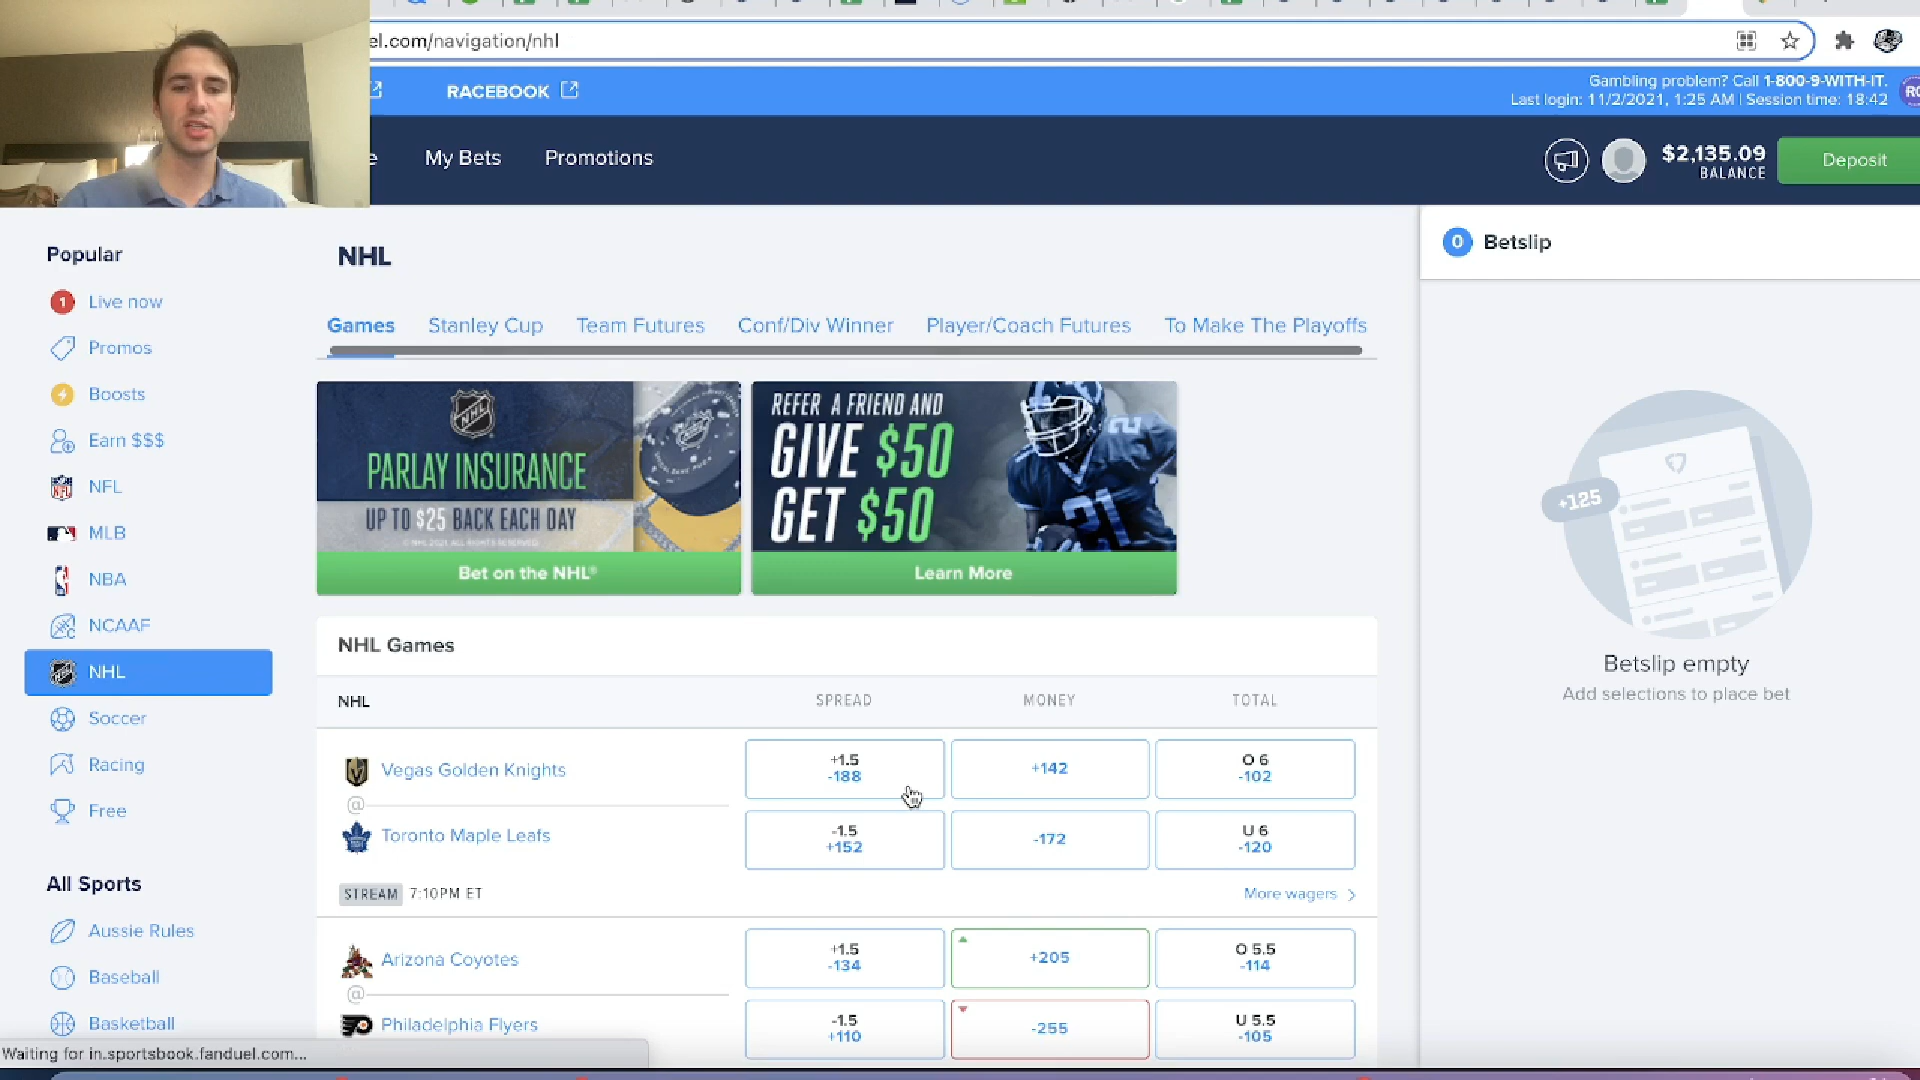 el.com/navigation/nhl
RACEBOOK
Gambling problem? Call 1-800-9-WITH-IT.
Last login: 11/2/2021, 1:25 AM | Session time: 18:42
e
My Bets
Promotions
$2,135.09
BALANCE
Deposit
Popular
1
Live now
Promos
Boosts
Earn $$$
NFL
MLB
NBA
NCAAF
NHL
Soccer
Racing
Free
All Sports
Aussie Rules
Baseball
Basketball
NHL
Games
Stanley Cup
Team Futures
Conf/Div Winner
Player/Coach Futures
To Make The Playoffs
PARLAY INSURANCE
UP TO $25 BACK EACH DAY
© NHL 2021. ALL RIGHTS RESERVED.
Bet on the NHL®
REFER A FRIEND AND
GIVE $50
GET $50
21
Learn More
NHL Games
NHL SPREAD MONEY TOTAL
Vegas Golden Knights
+1.5
-188
+142
O 6
-102
@
Toronto Maple Leafs
-1.5
+152
-172
U 6
-120
STREAM 7:10PM ET
More wagers
Arizona Coyotes
+1.5
-134
+205
O 5.5
-114
@
Philadelphia Flyers
-1.5
+110
-255
U 5.5
-105
0 Betslip
+125
Betslip empty
Add selections to place bet
Waiting for in.sportsbook.fanduel.com...